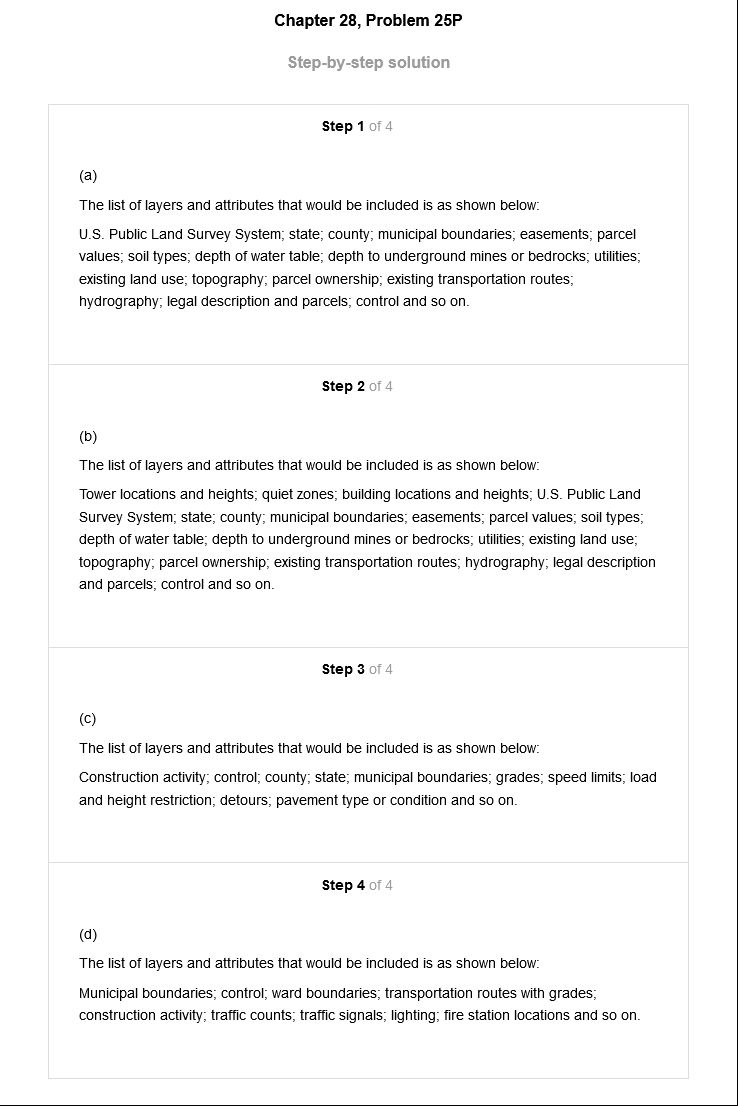 Chapter 28, Problem 25P
Step-by-step solution
Step 1 of 4
(a)
The list of layers and attributes that would be included is as shown below:
U.S. Public Land Survey System; state; county; municipal boundaries; easements; parcel
values; soil types; depth of water table; depth to underground mines or bedrocks; utilities;
existing land use; topography; parcel ownership; existing transportation routes;
hydrography; legal description and parcels; control and so on.
Step 2 of 4
(b)
The list of layers and attributes that would be included is as shown below:
Tower locations and heights; quiet zones; building locations and heights; U.S. Public Land
Survey System; state; county; municipal boundaries; easements; parcel values; soil types;
depth of water table; depth to underground mines or bedrocks; utilities; existing land use;
topography; parcel ownership; existing transportation routes; hydrography; legal description
and parcels; control and so on.
Step 3 of 4
(c)
The list of layers and attributes that would be included is as shown below:
Construction activity; control; county; state; municipal boundaries; grades; speed limits; load
and height restriction; detours; pavement type or condition and so on.
Step 4 of 4
(d)
The list of layers and attributes that would be included is as shown below:
Municipal boundaries; control; ward boundaries; transportation routes with grades;
construction activity; traffic counts; traffic signals; lighting; fire station locations and so on.